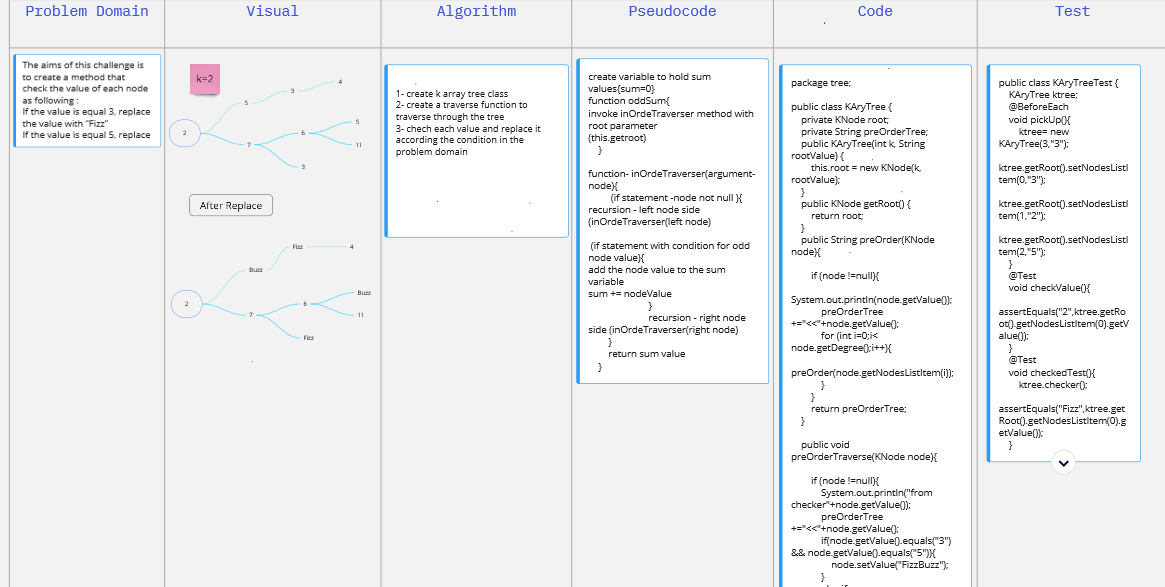 Problem Domain
Visual
Algorithm
Pseudocode
Code
Test
The aims of this challenge is
to create a method that
check the value of each node
as following :
If the value is equal 3, replace
the value with "Fizz"
If the value is equal 5, replace
k=2
2
5
3
4
7
6
5
11
3
After Replace
2
Buzz
Fizz
4
7
6
Buzz
11
Fizz
1- create k array tree class
2- create a traverse function to
traverse through the tree
3- chech each value and replace it
according the condition in the
problem domain
create variable to hold sum
values{sum=0}
function oddSum{
invoke inOrdeTraverser method with
root parameter
(this.getroot)
}
function- inOrdeTraverser(argument-
node){
(if statement -node not null ){
recursion - left node side
(inOrdeTraverser(left node)
(if statement with condition for odd
node value){
add the node value to the sum
variable
sum += nodeValue
}
recursion - right node
side (inOrdeTraverser(right node)
}
return sum value
}
package tree;
public class KAryTree {
private KNode root;
private String preOrderTree;
public KAryTree(int k, String
rootValue) {
this.root = new KNode(k,
rootValue);
}
public KNode getRoot() {
return root;
}
public String preOrder(KNode
node){
if (node !=null){
System.out.println(node.getValue());
preOrderTree
+="<<"+node.getValue();
for (int i=0;i<
node.getDegree();i++){
preOrder(node.getNodesListItem(i));
}
}
return preOrderTree;
}
public void
preOrderTraverse(KNode node){
if (node !=null){
System.out.println("from
checker"+node.getValue());
preOrderTree
+="<<"+node.getValue();
if(node.getValue().equals("3")
&& node.getValue().equals("5")){
node.setValue("FizzBuzz");
}
public class KAryTreeTest {
KAryTree ktree;
@BeforeEach
void pickUp(){
ktree= new
KAryTree(3,"3");
ktree.getRoot().setNodesListI
tem(0,"3");
ktree.getRoot().setNodesListI
tem(1,"2");
ktree.getRoot().setNodesListI
tem(2,"5");
}
@Test
void checkValue(){
assertEquals("2",ktree.getRo
ot().getNodesListItem(0).getV
alue());
}
@Test
void checkedTest(){
ktree.checker();
assertEquals("Fizz",ktree.get
Root().getNodesListItem(0).g
etValue());
}